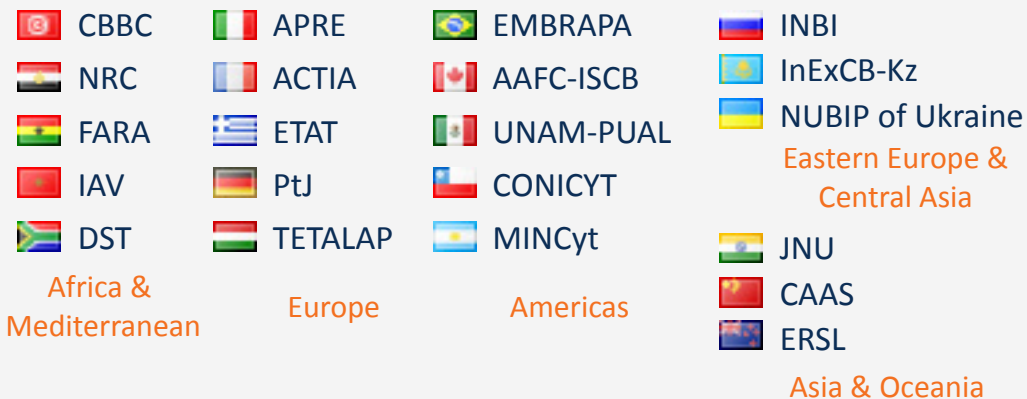 CBBC
NRC
FARA
IAV
DST
Africa &
Mediterranean
APRE
ACTIA
ETAT
PtJ
TETALAP
Europe
EMBRAPA
AAFC-ISCB
UNAM-PUAL
CONICYT
MINCyt
Americas
INBI
InExCB-Kz
NUBIP of Ukraine
Eastern Europe &
Central Asia
JNU
CAAS
ERSL
Asia & Oceania